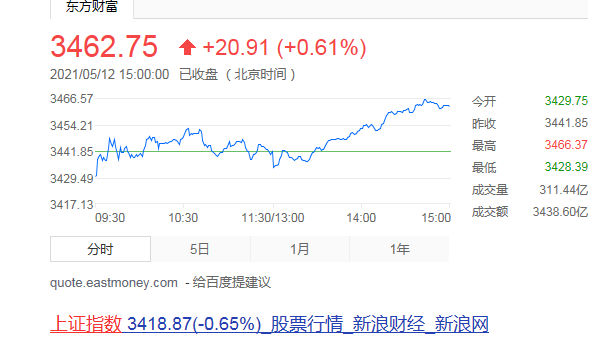 东方财富
3462.75 +20.91 (+0.61%)
2021/05/12 15:00:00 已收盘 ( 北京时间 )
3466.57
3454.21
3441.85
3429.49
3417.13
09:30 10:30 11:30/13:00 14:00 15:00
今开 3429.75
昨收 3441.85
最高 3466.37
最低 3428.39
成交量 311.44亿
成交额 3438.60亿
分时 5日 1月 1年
quote.eastmoney.com - 给百度提建议
上证指数 3418.87(-0.65%)_股票行情_新浪财经_新浪网